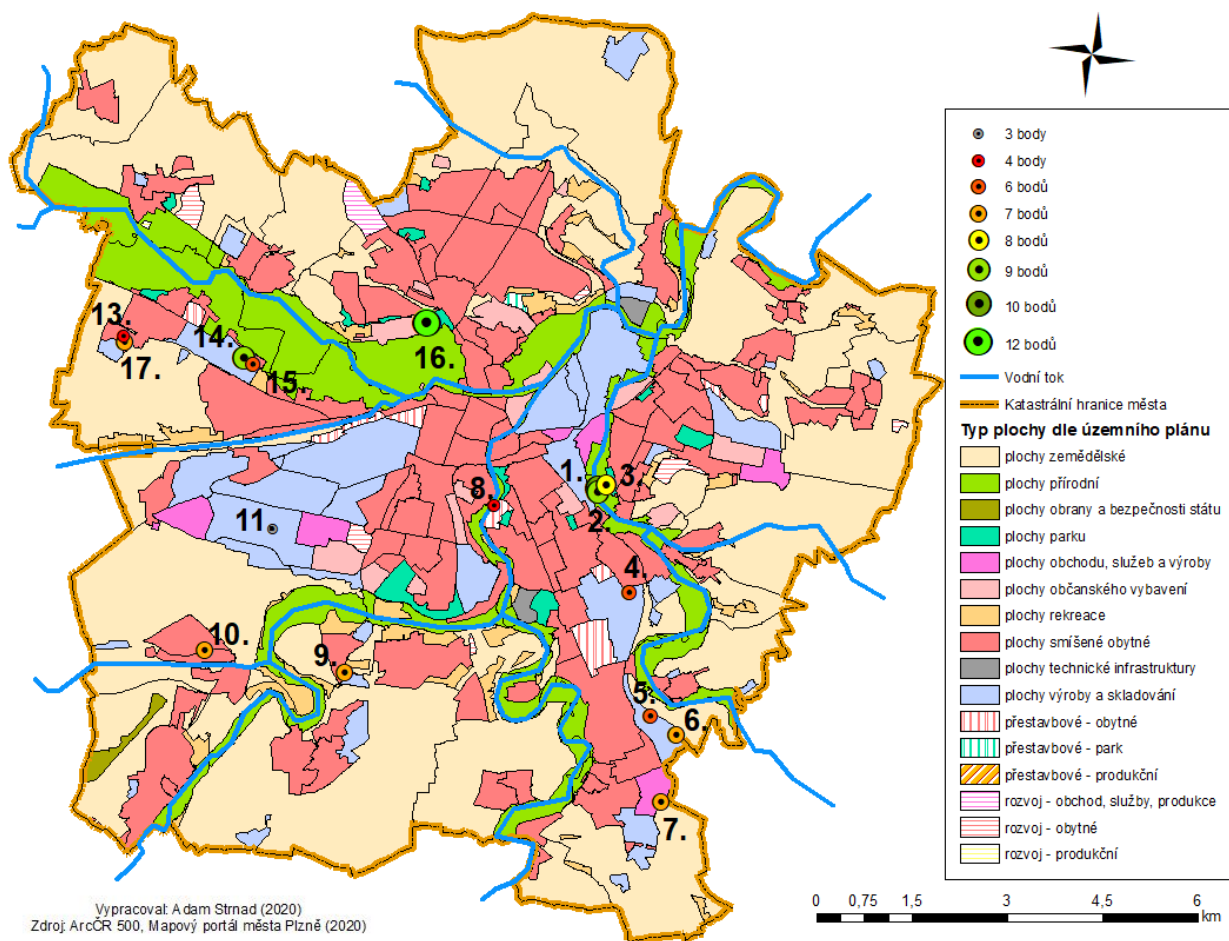 3 body
4 body
6 bodů
7 bodů
8 bodů
9 bodů
10 bodů
12 bodů
Vodní tok
Katastrální hranice města
Typ plochy dle územního plánu
plochy zemědělské
plochy přírodní
plochy obrany a bezpečnosti státu
plochy parku
plochy obchodu, služeb a výroby
plochy občanského vybavení
plochy rekreace
plochy smíšené obytné
plochy technické infrastruktury
plochy výroby a skladování
přestavbové - obytné
přestavbové - park
přestavbové - produkční
rozvoj - obchod, služby, produkce
rozvoj - obytné
rozvoj - produkční
13.
14.
17.
15.
16.
1.
3.
8.
2.
11
4.
10.
9.
5.
6.
7.
Vypracoval: Adam Strnad (2020)
Zdroj: ArcČR 500, Mapový portál města Plzně (2020)
0 0,75 1,5 3 4,5 6
km